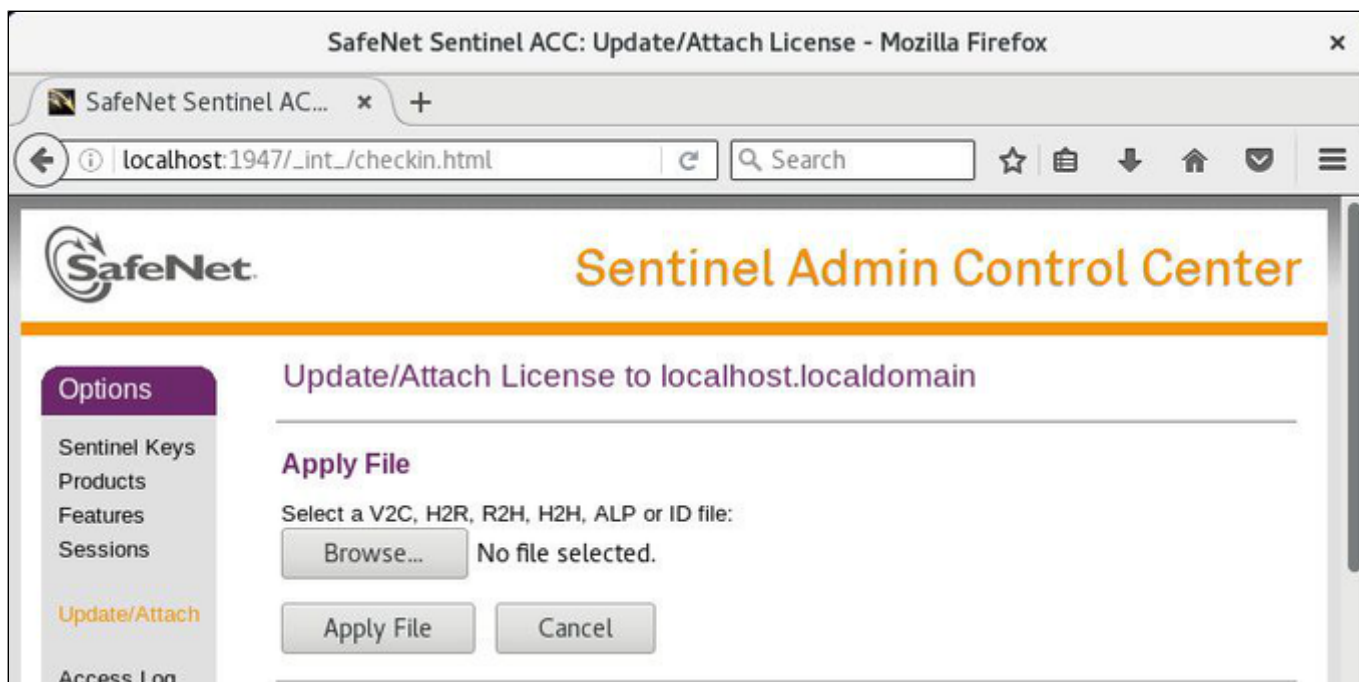 SafeNet Sentinel ACC: Update/Attach License - Mozilla Firefox
SafeNet Sentinel AC...
localhost:1947/_int_/checkin.html
Search
SafeNet.
Sentinel Admin Control Center
Options
Update/Attach License to localhost.localdomain
Sentinel Keys
Products
Features
Sessions
Update/Attach
Access Log
Apply File
Select a V2C, H2R, R2H, H2H, ALP or ID file:
Browse... No file selected.
Apply File Cancel